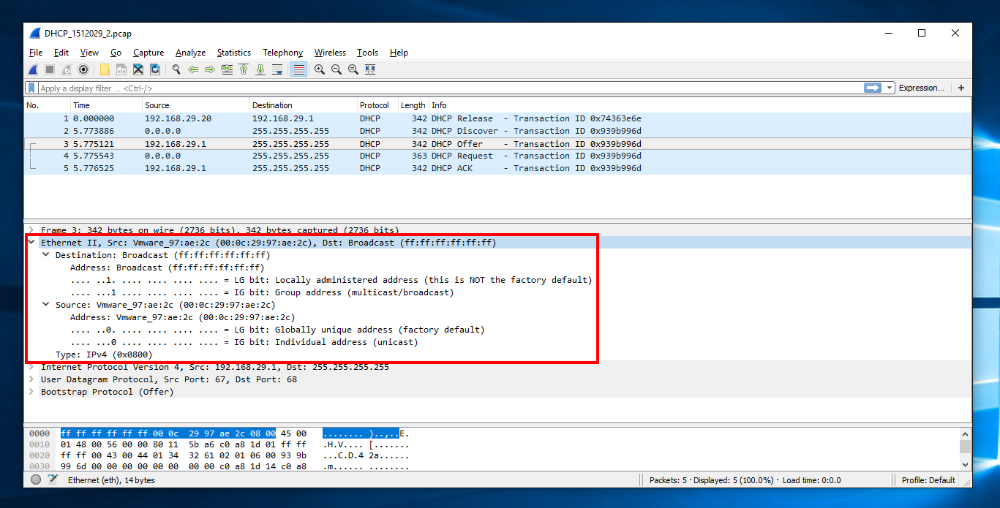 DHCP_1512029_2.pcap
File Edit View Go Capture Analyze Statistics Telephony Wireless Tools Help
Apply a display filter ... <Ctrl-/> Expression... +
No. Time Source Destination Protocol Length Info
1 0.000000 192.168.29.20 192.168.29.1 DHCP 342 DHCP Release - Transaction ID 0x74363e6e
2 5.773886 0.0.0.0 255.255.255.255 DHCP 342 DHCP Discover - Transaction ID 0x939b996d
3 5.775121 192.168.29.1 255.255.255.255 DHCP 342 DHCP Offer - Transaction ID 0x939b996d
4 5.775543 0.0.0.0 255.255.255.255 DHCP 363 DHCP Request - Transaction ID 0x939b996d
5 5.776525 192.168.29.1 255.255.255.255 DHCP 342 DHCP ACK - Transaction ID 0x939b996d
Frame 3: 342 bytes on wire (2736 bits), 342 bytes captured (2736 bits)
Ethernet II, Src: Vmware_97:ae:2c (00:0c:29:97:ae:2c), Dst: Broadcast (ff:ff:ff:ff:ff:ff)
Destination: Broadcast (ff:ff:ff:ff:ff:ff)
Address: Broadcast (ff:ff:ff:ff:ff:ff)
.... ..1. .... .... .... .... = LG bit: Locally administered address (this is NOT the factory default)
.... ...1 .... .... .... .... = IG bit: Group address (multicast/broadcast)
Source: Vmware_97:ae:2c (00:0c:29:97:ae:2c)
Address: Vmware_97:ae:2c (00:0c:29:97:ae:2c)
.... ..0. .... .... .... .... = LG bit: Globally unique address (factory default)
.... ...0 .... .... .... .... = IG bit: Individual address (unicast)
Type: IPv4 (0x0800)
Internet Protocol Version 4, Src: 192.168.29.1, Dst: 255.255.255.255
User Datagram Protocol, Src Port: 67, Dst Port: 68
Bootstrap Protocol (Offer)
0000 ff ff ff ff ff ff 00 0c 29 97 ae 2c 08 00 45 00 ........ )..,..E.
0010 01 48 00 56 00 00 80 11 5b a6 c0 a8 1d 01 ff ff .H.V.... [.......
0020 ff ff 00 43 00 44 01 34 32 61 02 01 06 00 93 9b ...C.D.4 2a......
0030 99 6d 00 00 00 00 00 00 00 00 c0 a8 1d 14 c0 a8 .m...... ........
Ethernet (eth), 14 bytes Packets: 5 · Displayed: 5 (100.0%) · Load time: 0:0.0 Profile: Default